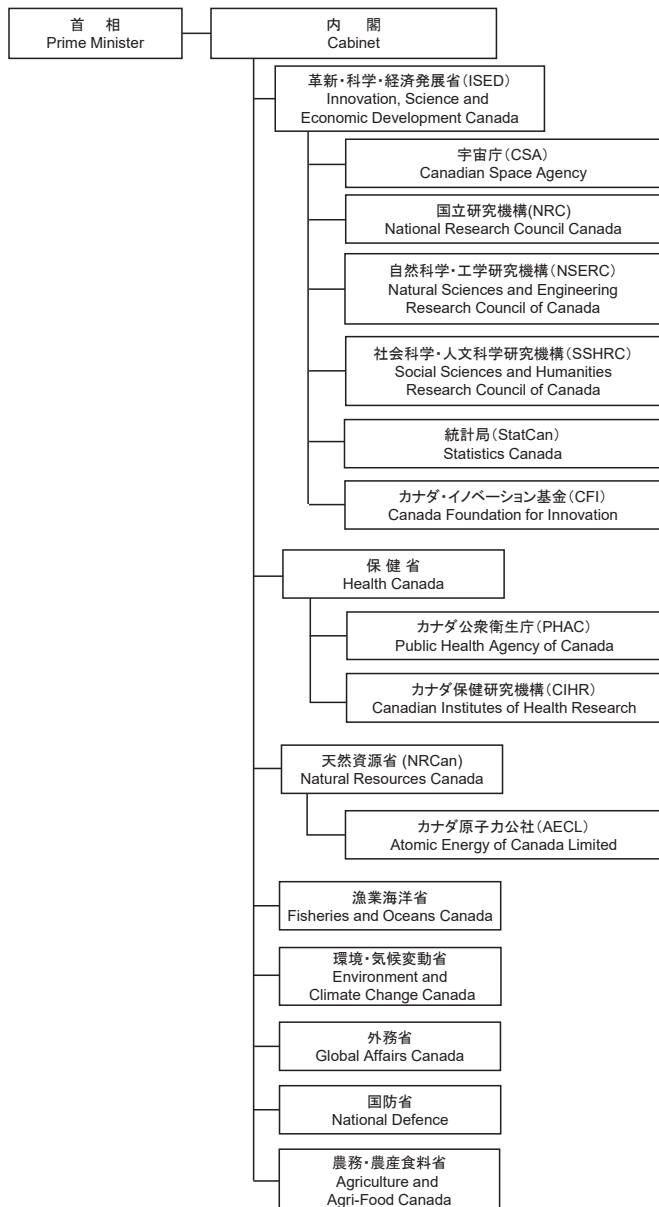 首　相
Prime Minister
内　閣
Cabinet
革新・科学・経済発展省（ISED）
Innovation, Science and
Economic Development Canada
宇宙庁（CSA）
Canadian Space Agency
国立研究機構(NRC)
National Research Council Canada
自然科学・工学研究機構（NSERC）
Natural Sciences and Engineering
Research Council of Canada
社会科学・人文科学研究機構（SSHRC）
Social Sciences and Humanities
Research Council of Canada
統計局（StatCan）
Statistics Canada
カナダ・イノベーション基金（CFI）
Canada Foundation for Innovation
保 健 省
Health Canada
カナダ公衆衛生庁（PHAC）
Public Health Agency of Canada
カナダ保健研究機構（CIHR）
Canadian Institutes of Health Research
天然資源省 (NRCan)
Natural Resources Canada
カナダ原子力公社（AECL）
Atomic Energy of Canada Limited
漁業海洋省
Fisheries and Oceans Canada
環境・気候変動省
Environment and
Climate Change Canada
外務省
Global Affairs Canada
国防省
National Defence
農務・農産食料省
Agriculture and
Agri-Food Canada